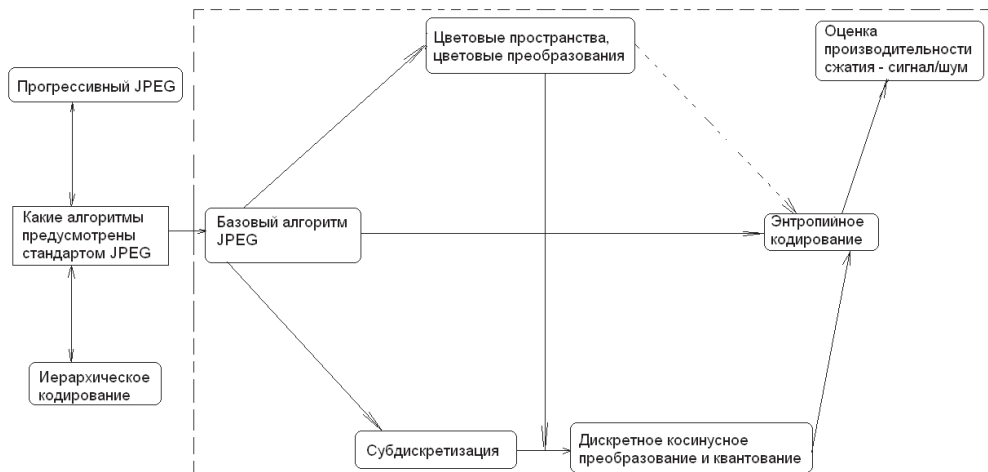 Цветовые пространства,
цветовые преобразования
Оценка
производительности
сжатия - сигнал/шум
Прогрессивный JPEG
Какие алгоритмы
предусмотрены
стандартом JPEG
Базовый алгоритм
JPEG
Энтропийное
кодирование
Иерархическое
кодирование
Субдискретизация
Дискретное косинусное
преобразование и квантование